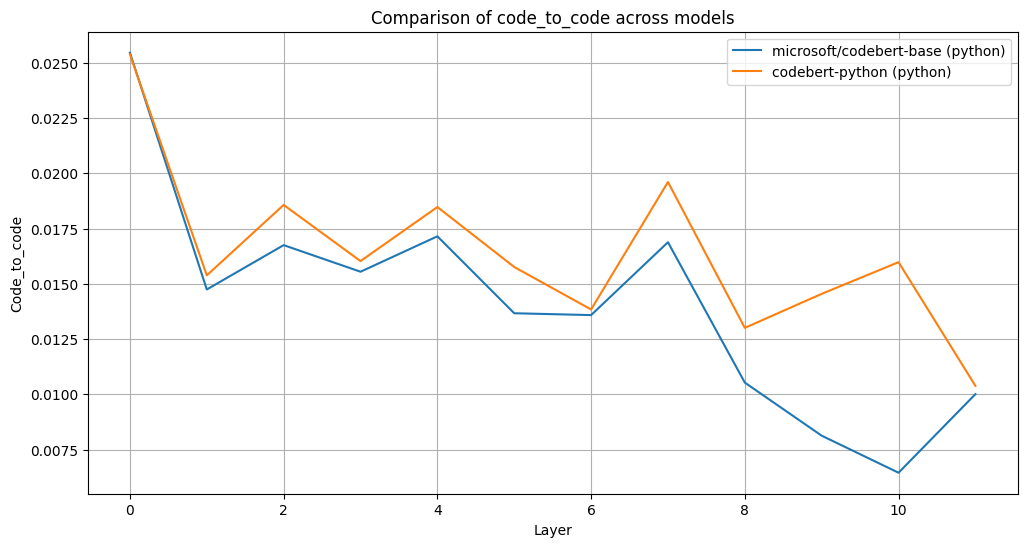 Comparison of code_to_code across models
microsoft/codebert-base (python)
codebert-python (python)
Code_to_code
0.0250
0.0225
0.0200
0.0175
0.0150
0.0125
0.0100
0.0075
0 2 4 6 8 10
Layer